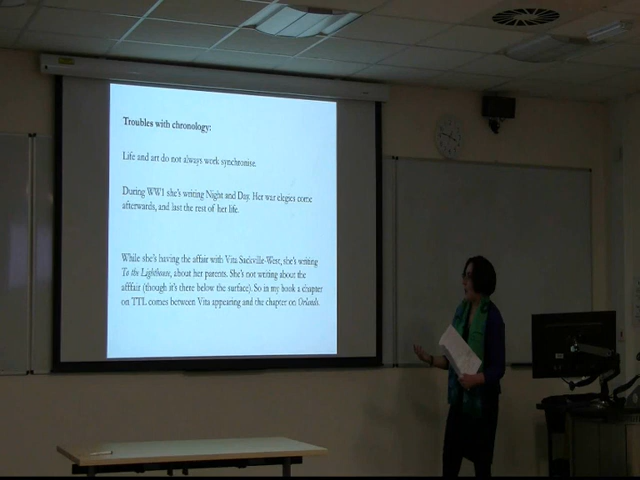 Troubles with chronology:
Life and art do not always work synchronise.
During WW1 she's writing Night and Day. Her war elegies come
afterwards, and last the rest of her life.
While she's having the affair with Vita Sackville-West, she's writing
To the Lighthouse, about her parents. She's not writing about the
afffair (though it's there below the surface). So in my book a chapter
on TTL comes between Vita appearing and the chapter on Orlando.